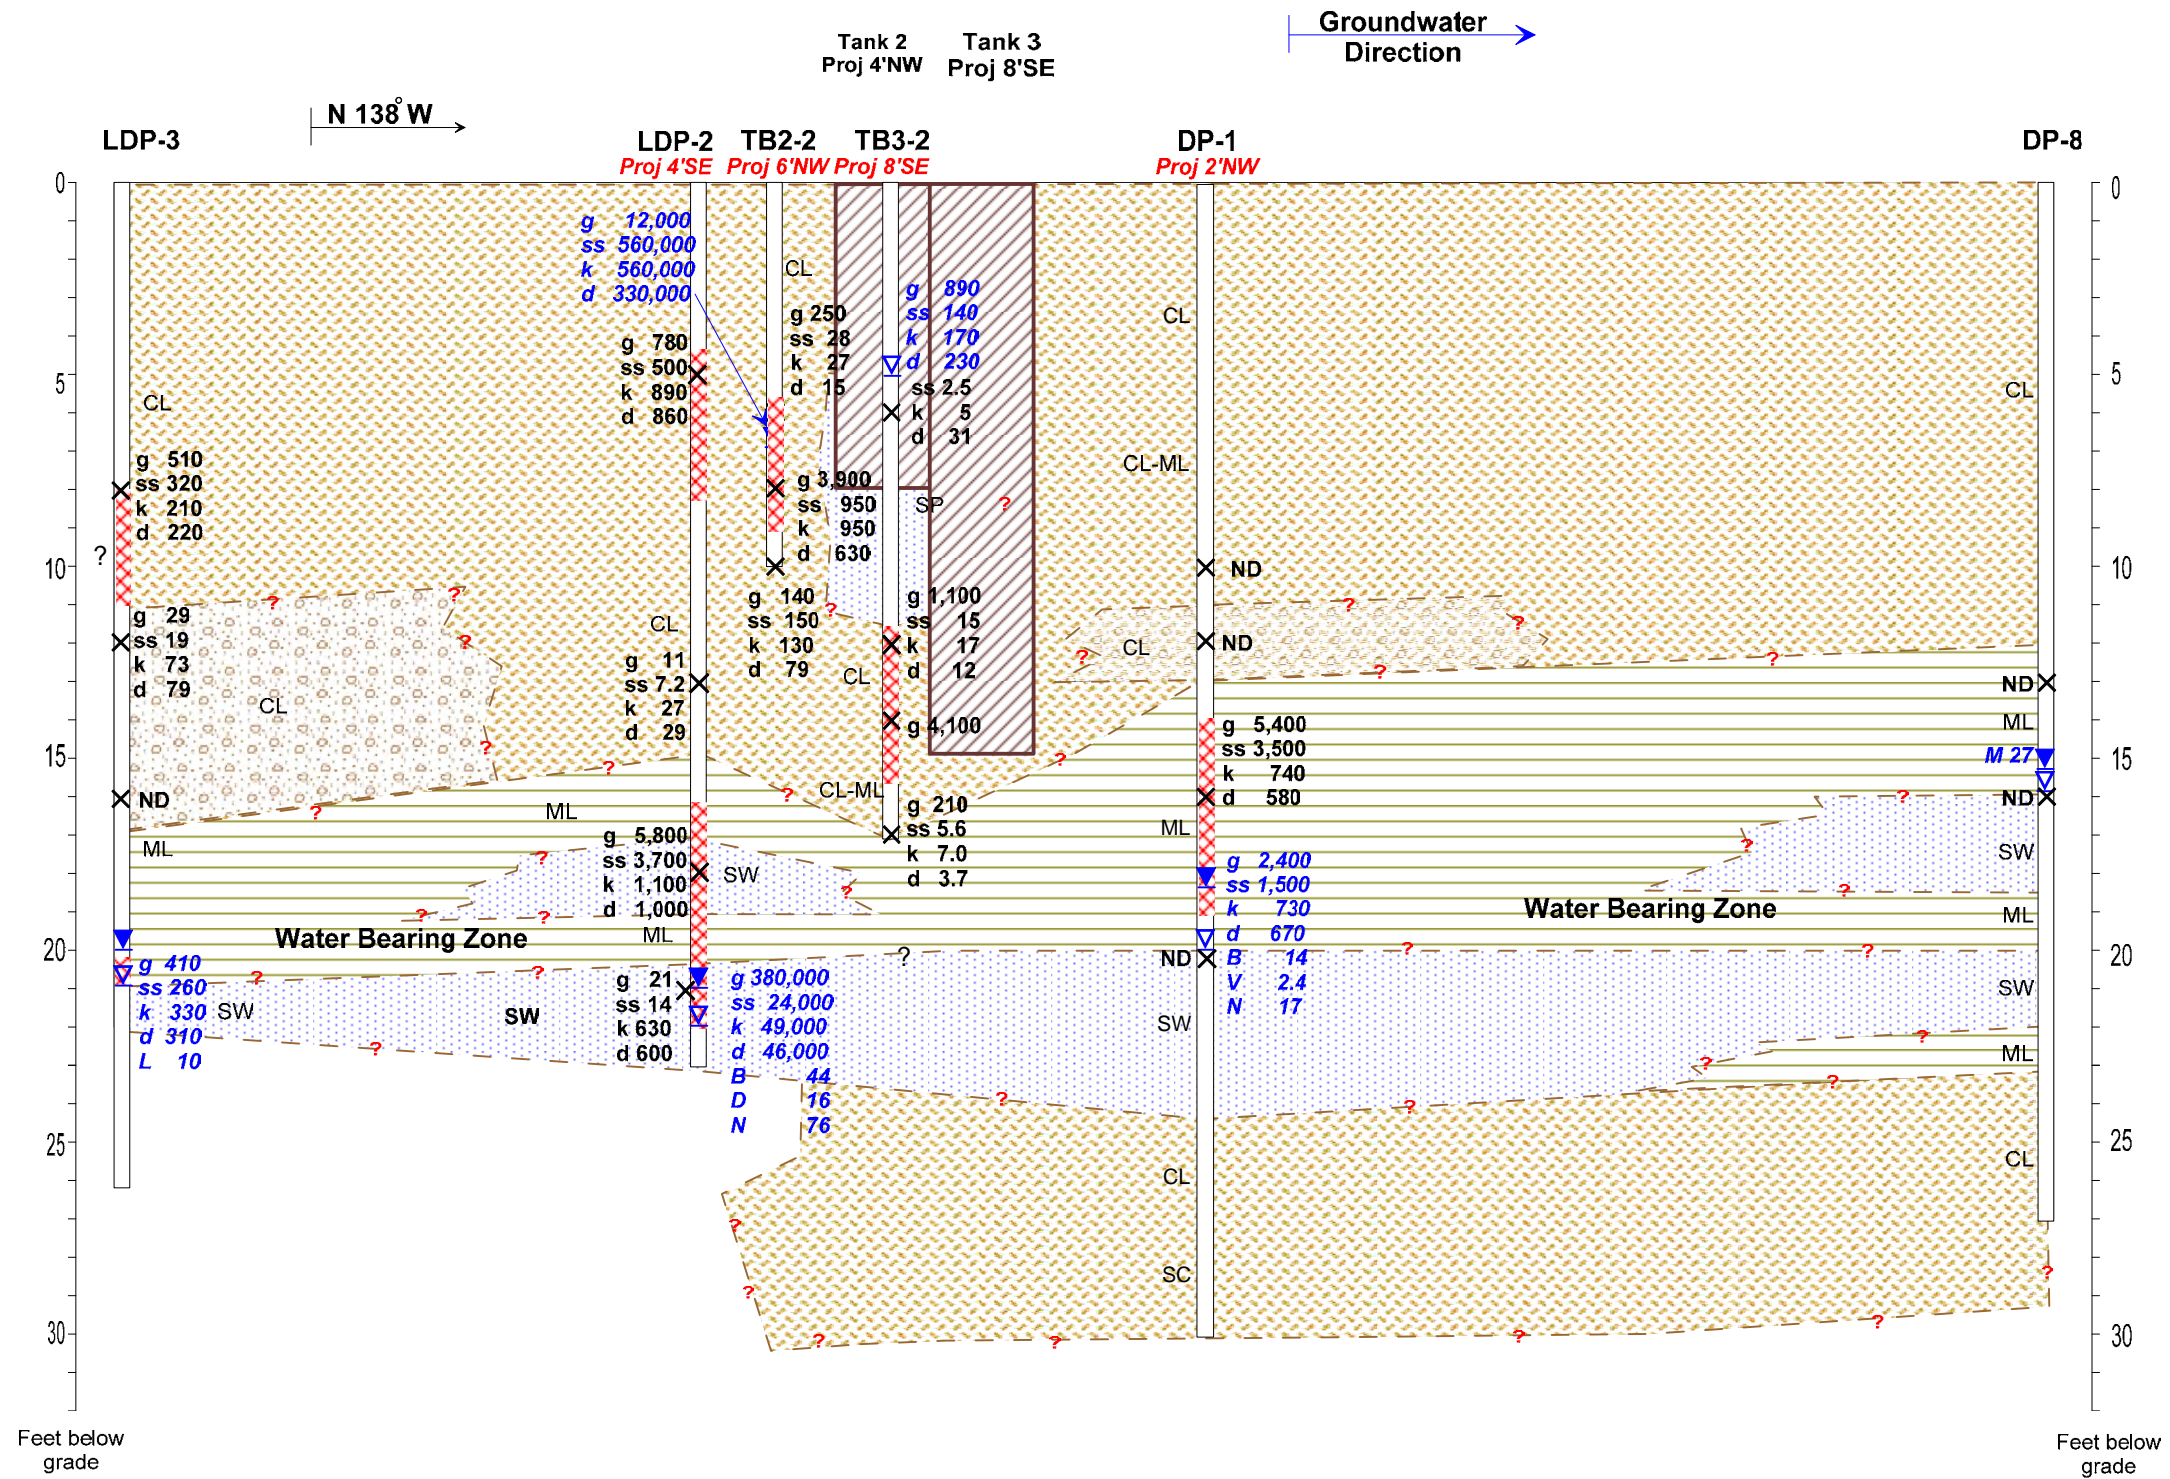 Groundwater
Direction
Tank 2
Proj 4'NW
Tank 3
Proj 8'SE
N 138° W
LDP-3
LDP-2
Proj 4'SE
TB2-2
Proj 6'NW
TB3-2
Proj 8'SE
DP-1
Proj 2'NW
DP-8
0
5
10
15
20
25
30
Feet below
grade
CL
g 510
ss 320
k 210
d 220
?
g 29
ss 19
k 73
d 79
CL
ND
ML
g 410
ss 260
k 330
d 310
L 10
SW
? ? ? ? ? ? ? ? ? ? ?
Water Bearing Zone
SW
ML
g 12,000
ss 560,000
k 560,000
d 330,000
g 780
ss 500
k 890
d 860
CL
g 11
ss 7.2
k 27
d 29
g 5,800
ss 3,700
k 1,100
d 1,000
SW
ML
g 21
ss 14
k 630
d 600
g 380,000
ss 24,000
k 49,000
d 46,000
B 44
D 16
N 76
CL
g 250
ss 28
k 27
d 15
g 3,900
ss 950
k 950
d 630
g 140
ss 150
k 130
d 79
g 890
ss 140
k 170
d 230
ss 2.5
k 5
d 31
SP
?
g 1,100
ss 15
k 17
d 12
CL
g 4,100
CL-ML
g 210
ss 5.6
k 7.0
d 3.7
?
CL
CL-ML
ND
CL
ND
g 5,400
ss 3,500
k 740
d 580
ML
g 2,400
ss 1,500
k 730
d 670
B 14
V 2.4
N 17
ND
SW
CL
SC
Water Bearing Zone
CL
ND
ML
M 27
ND
SW
ML
SW
ML
CL
0
5
10
15
20
25
30
Feet below
grade